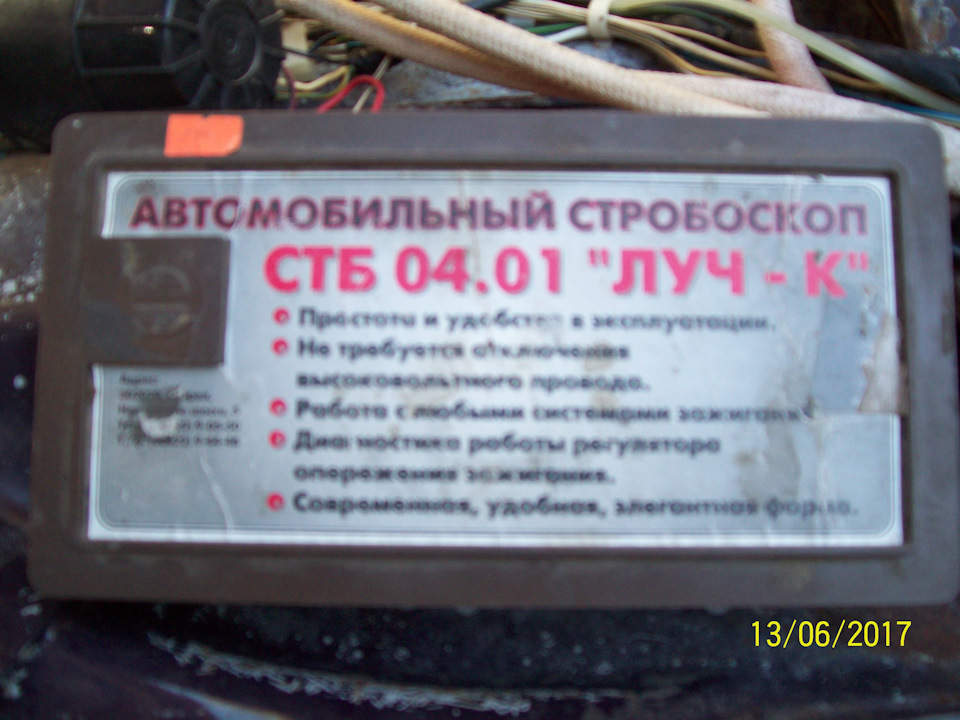 АВТОМОБИЛЬНЫЙ СТРОБОСКОП
СТБ 04.01 "ЛУЧ - К"
Простота и удобство в эксплуатации.
Не требуется отключения
высоковольтного провода.
Работа с любыми системами зажигания
Диагностика работы регулятора
опережения зажигания.
Современная, удобная, элегантная форма.
Адрес:
13/06/2017